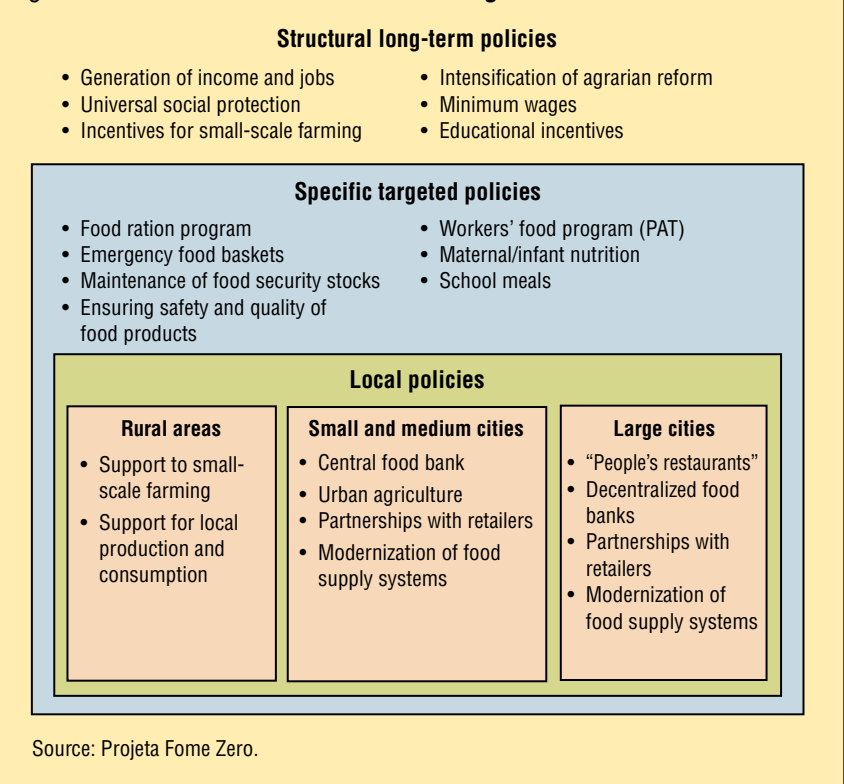 Structural long-term policies
• Generation of income and jobs
• Universal social protection
• Incentives for small-scale farming
• Intensification of agrarian reform
• Minimum wages
• Educational incentives
Specific targeted policies
• Food ration program
• Emergency food baskets
• Maintenance of food security stocks
• Ensuring safety and quality of
food products
• Workers’ food program (PAT)
• Maternal/infant nutrition
• School meals
Local policies
Rural areas
• Support to small-
scale farming
• Support for local
production and
consumption
Small and medium cities
• Central food bank
• Urban agriculture
• Partnerships with retailers
• Modernization of food
supply systems
Large cities
• “People’s restaurants”
• Decentralized food
banks
• Partnerships with
retailers
• Modernization of
food supply systems
Source: Projeta Fome Zero.